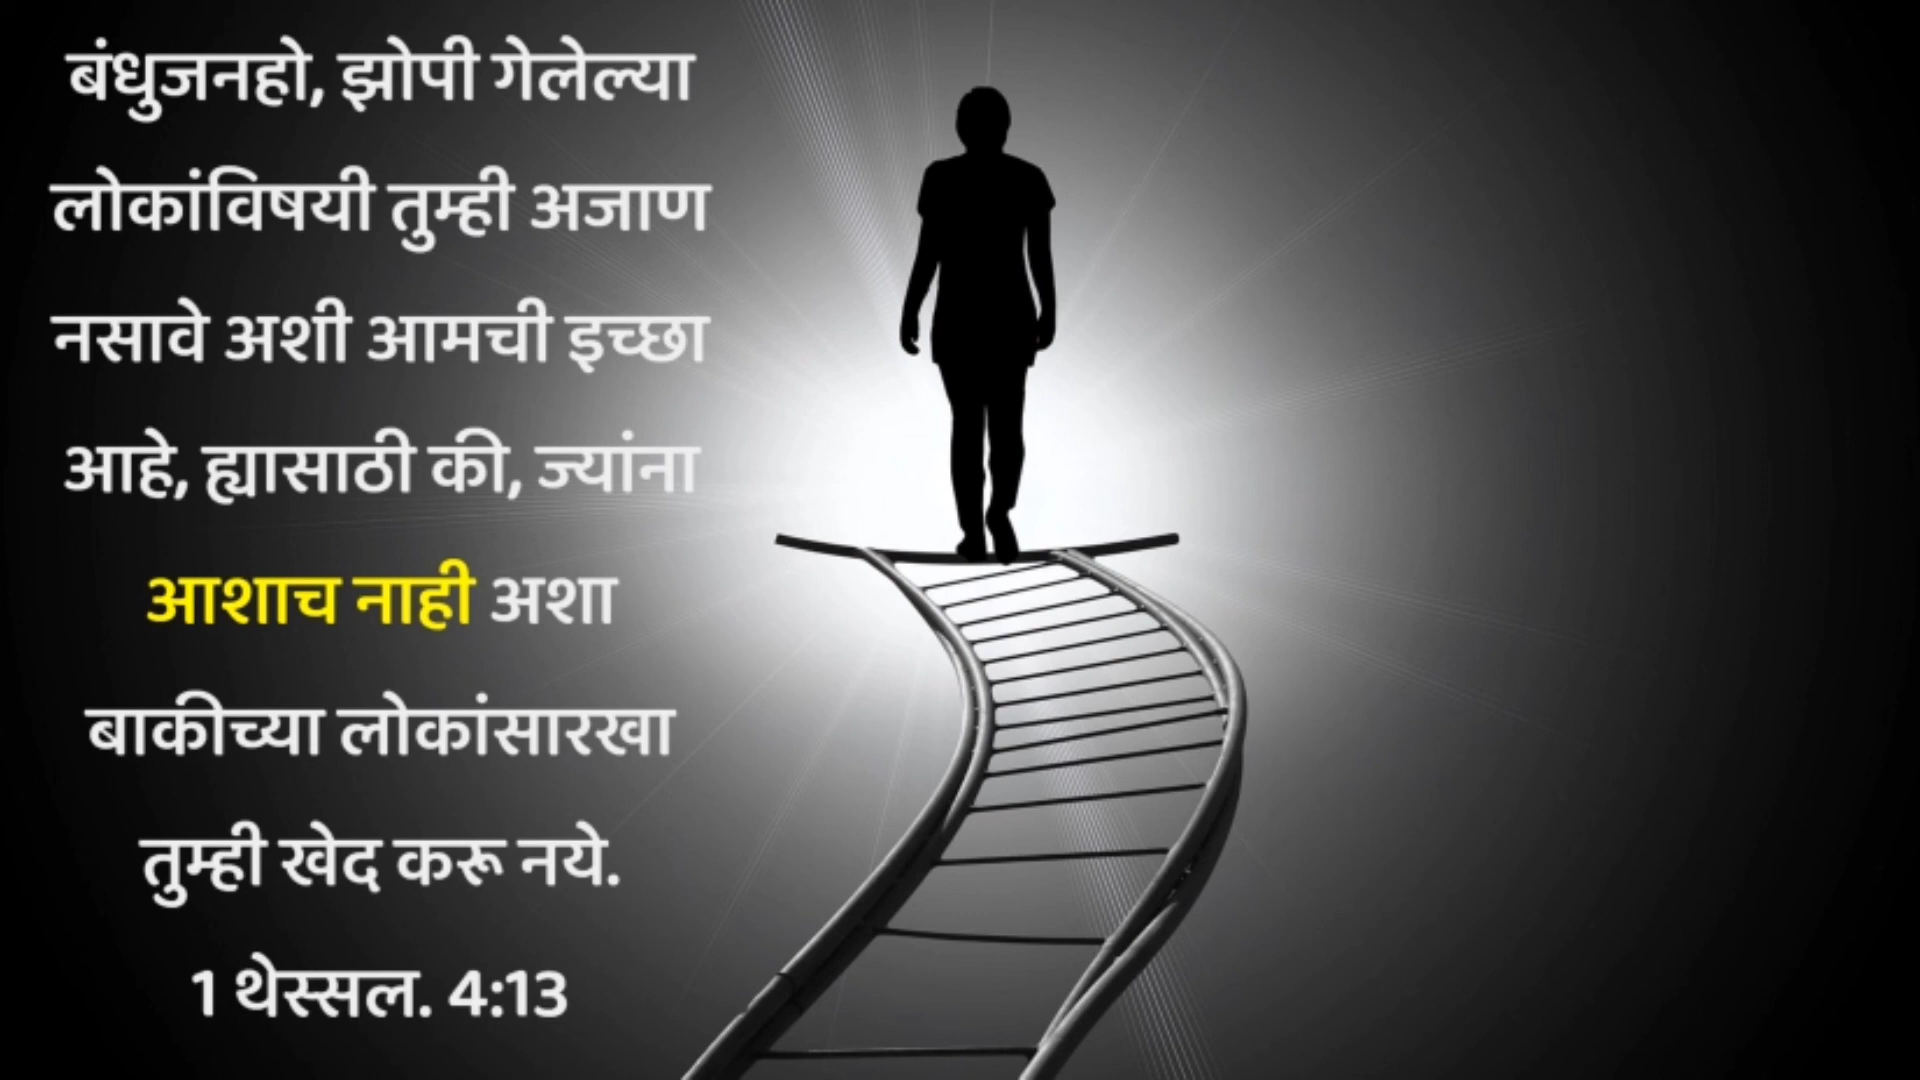 बंधुजनहो, झोपी गेलेल्या
लोकांविषयी तुम्ही अजाण
नसावे अशी आमची इच्छा
आहे, ह्यासाठी की, ज्यांना
आशाच नाही अशा
बाकीच्या लोकांसारखा
तुम्ही खेद करू नये.
1 थेस्सल. 4:13